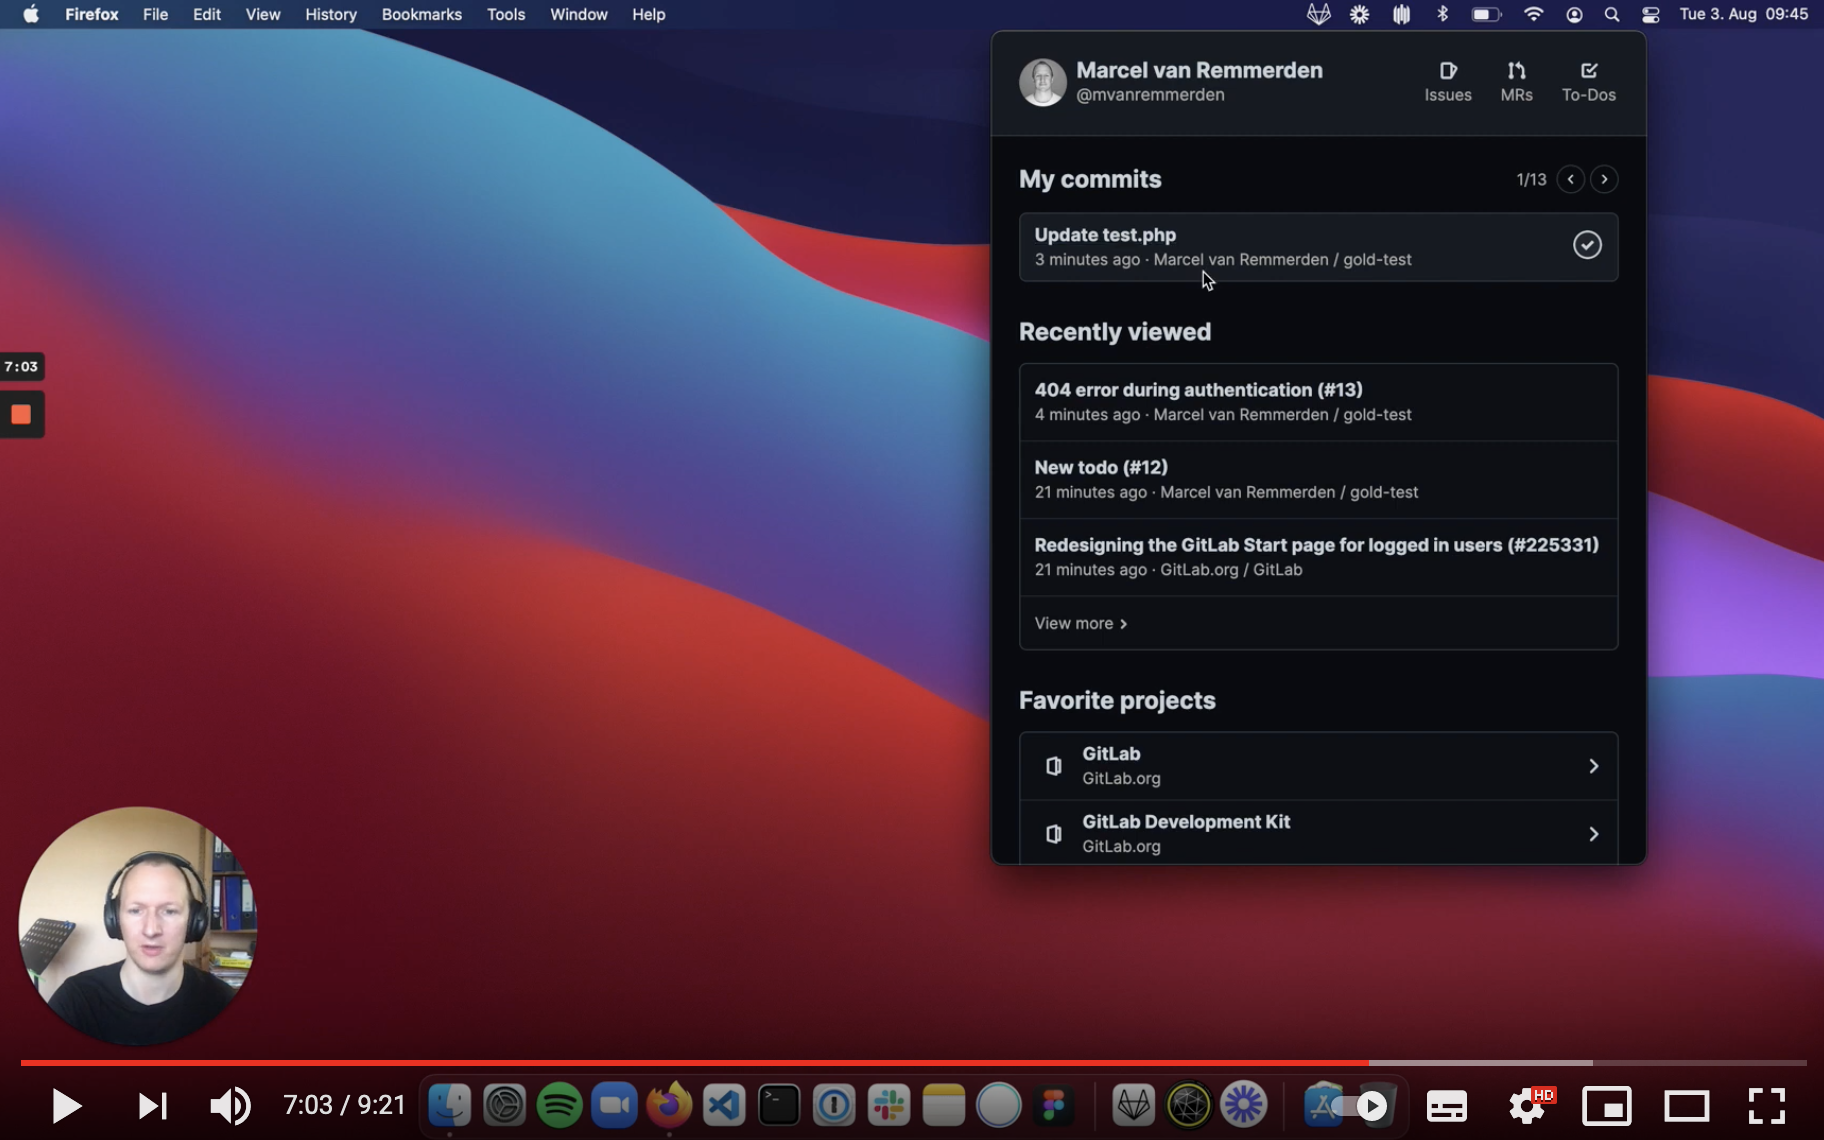 Firefox File Edit View History Bookmarks Tools Window Help
Tue 3. Aug 09:45
Marcel van Remmerden
@mvanremmerden
Issues
MRs
To-Dos
My commits
1/13
Update test.php
3 minutes ago · Marcel van Remmerden / gold-test
Recently viewed
404 error during authentication (#13)
4 minutes ago · Marcel van Remmerden / gold-test
New todo (#12)
21 minutes ago · Marcel van Remmerden / gold-test
Redesigning the GitLab Start page for logged in users (#225331)
21 minutes ago · GitLab.org / GitLab
View more
Favorite projects
GitLab
GitLab.org
GitLab Development Kit
GitLab.org
7:03
7:03 / 9:21
HD